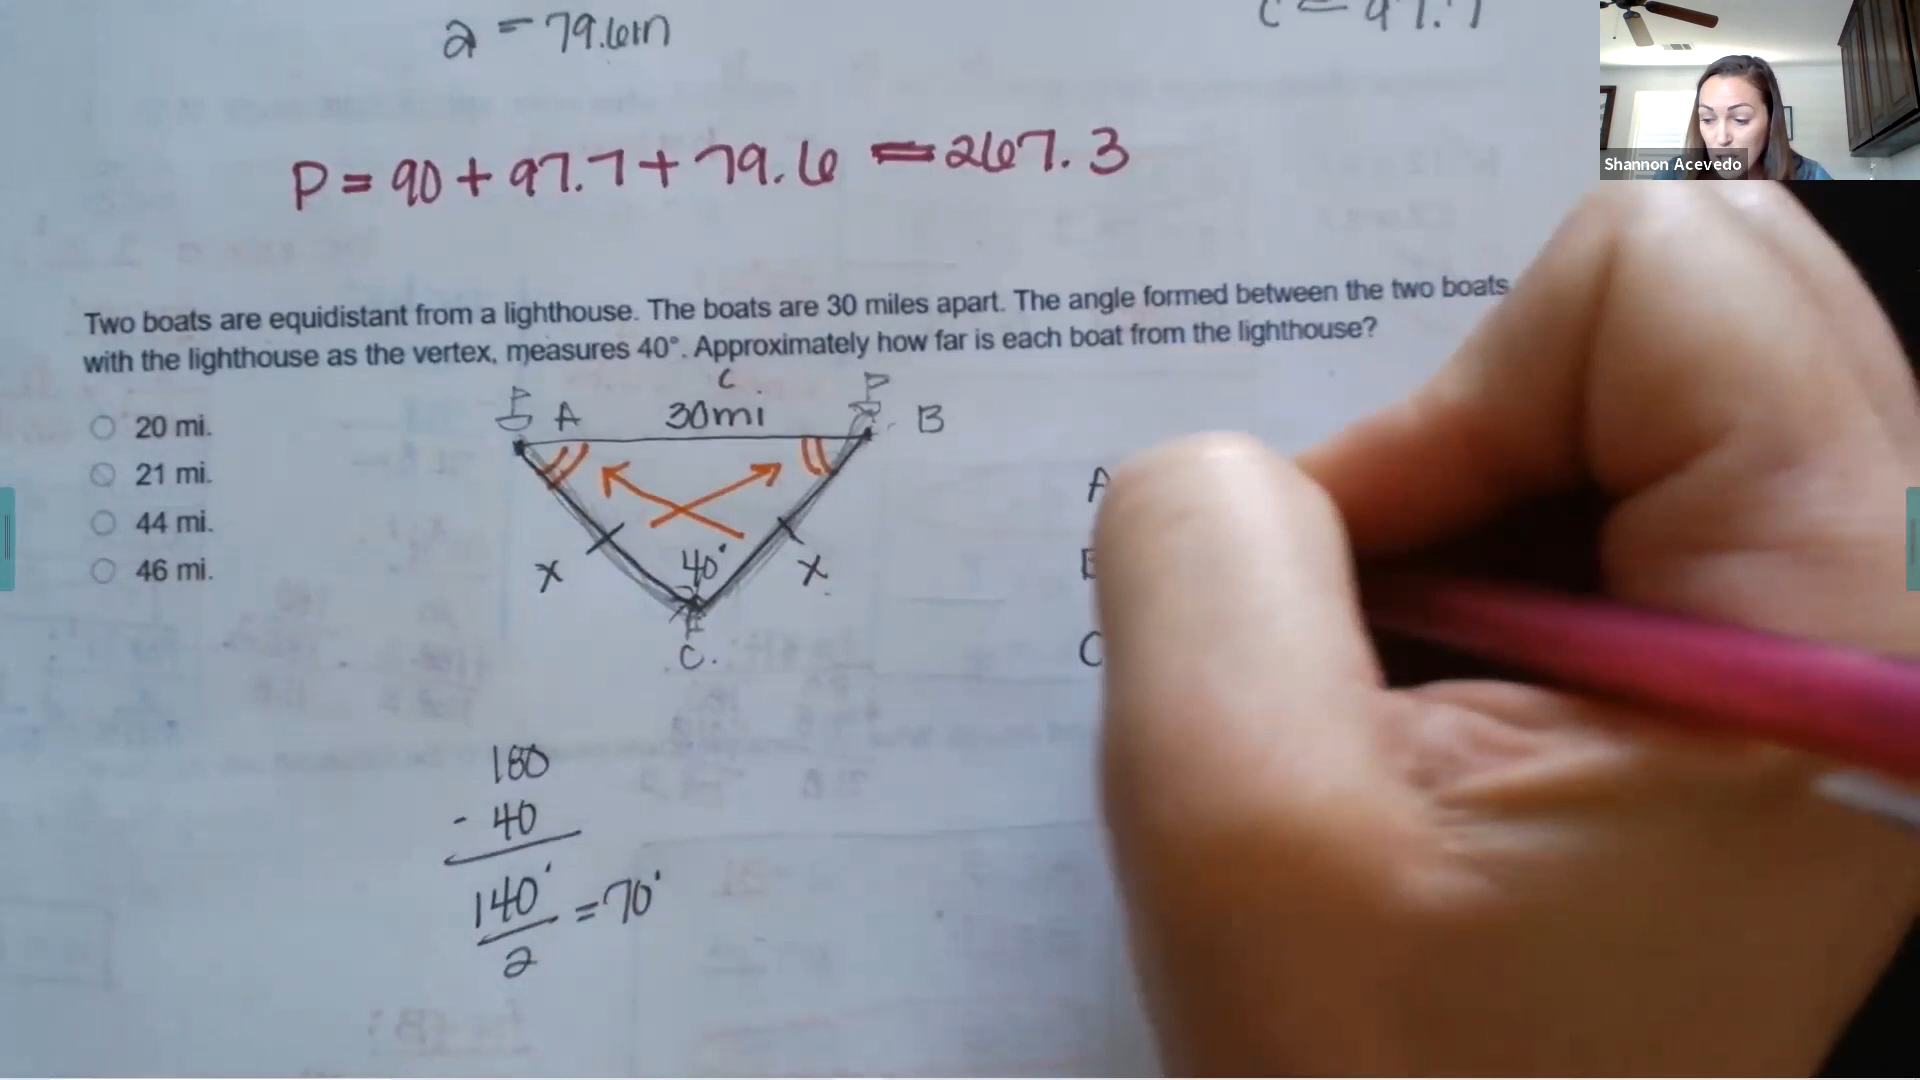 a = 79.6in
c = 97.7
Shannon Acevedo
P = 90 + 97.7 + 79.6 = 267.3
Two boats are equidistant from a lighthouse. The boats are 30 miles apart. The angle formed between the two boats
with the lighthouse as the vertex, measures 40°. Approximately how far is each boat from the lighthouse?
20 mi.
21 mi.
44 mi.
46 mi.
c
A 30mi B
40°
x x
C.
A
B
C
180
- 40
140°
2
= 70°